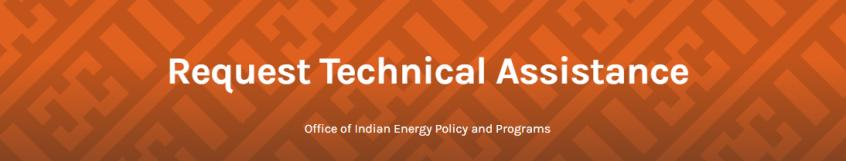 Request Technical Assistance
Office of Indian Energy Policy and Programs